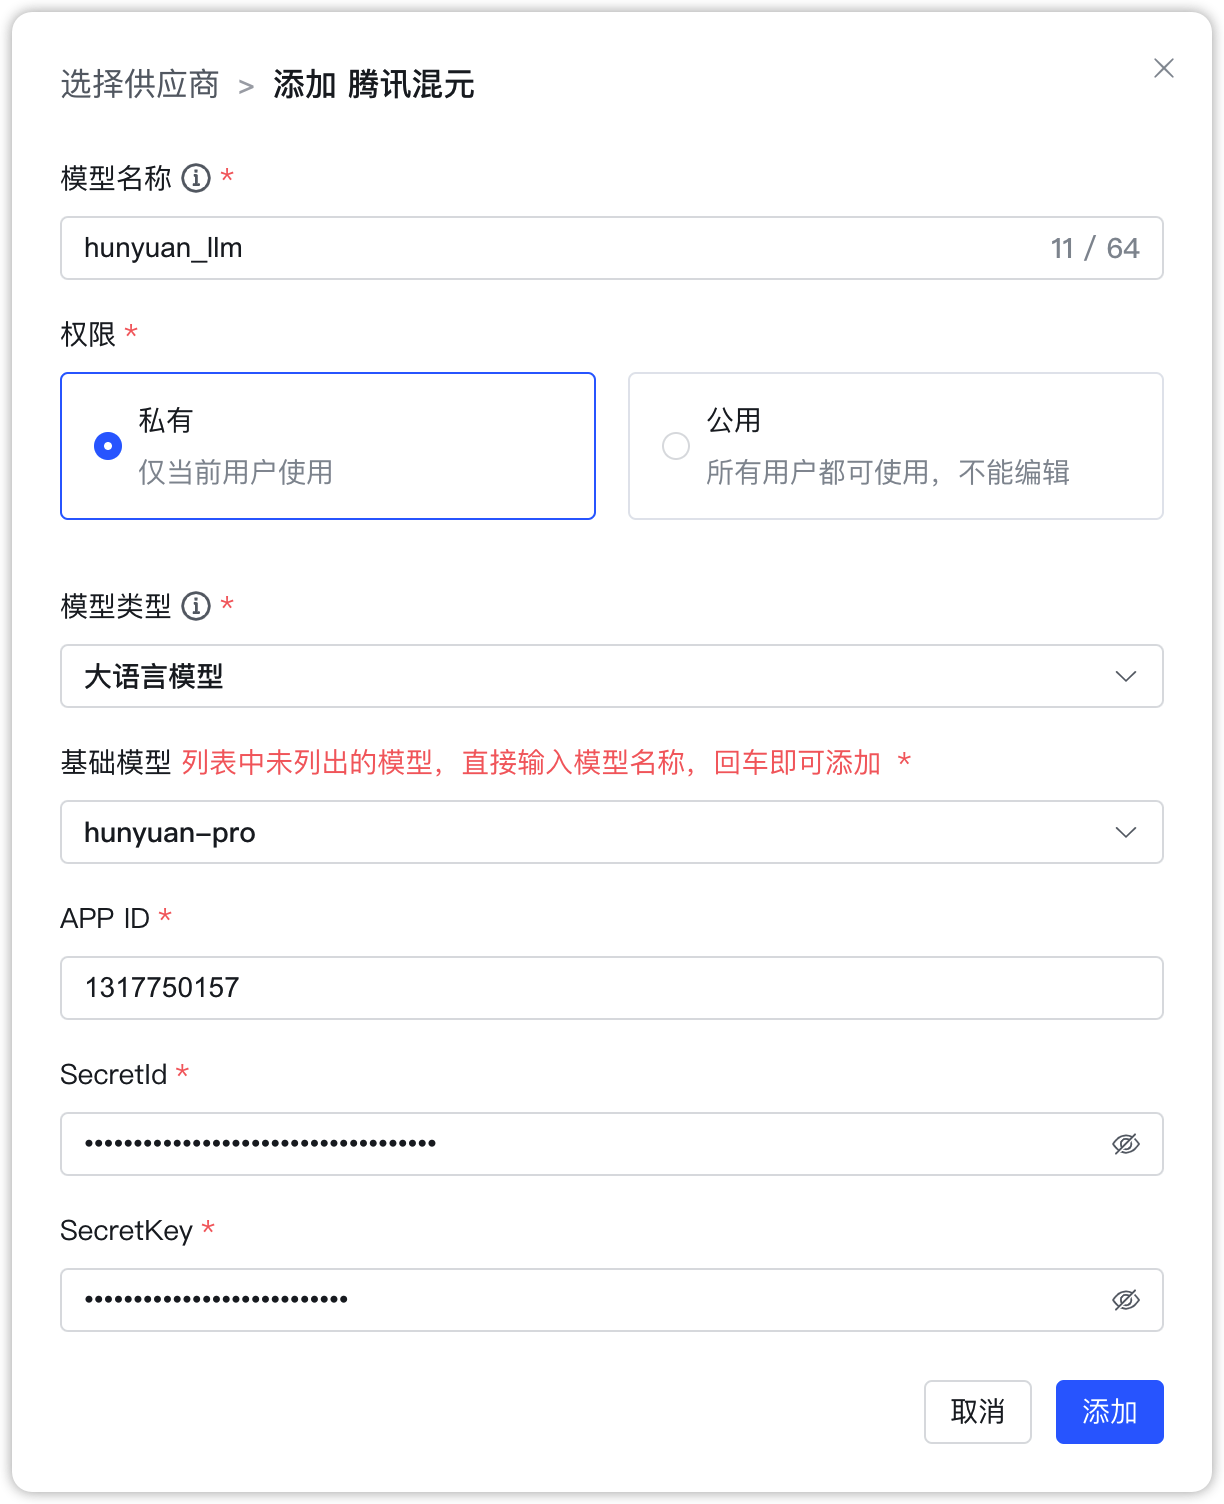 选择供应商 > 添加 腾讯混元
模型名称 *
hunyuan_llm 11 / 64
权限 *
私有
仅当前用户使用
公用
所有用户都可使用，不能编辑
模型类型 *
大语言模型
基础模型 列表中未列出的模型，直接输入模型名称，回车即可添加 *
hunyuan-pro
APP ID *
1317750157
SecretId *
••••••••••••••••••••••••••••••••••••
SecretKey *
•••••••••••••••••••••••••••
取消 添加